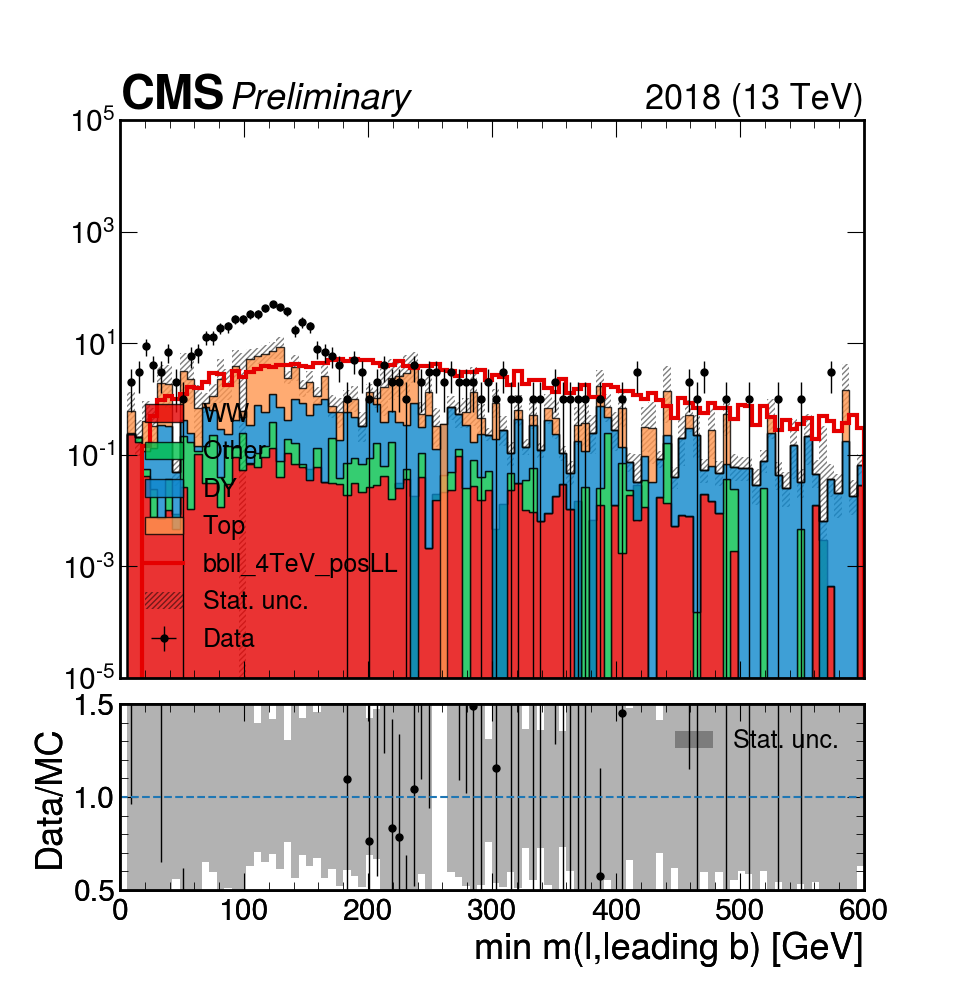 CMS Preliminary 2018 (13 TeV)
10^5
10^3
10^1
10^-1
10^-3
10^-5
WW
Other
DY
Top
bbll_4TeV_posLL
Stat. unc.
Data
Data/MC
1.5
1.0
0.5
Stat. unc.
0 100 200 300 400 500 600
min m(l,leading b) [GeV]